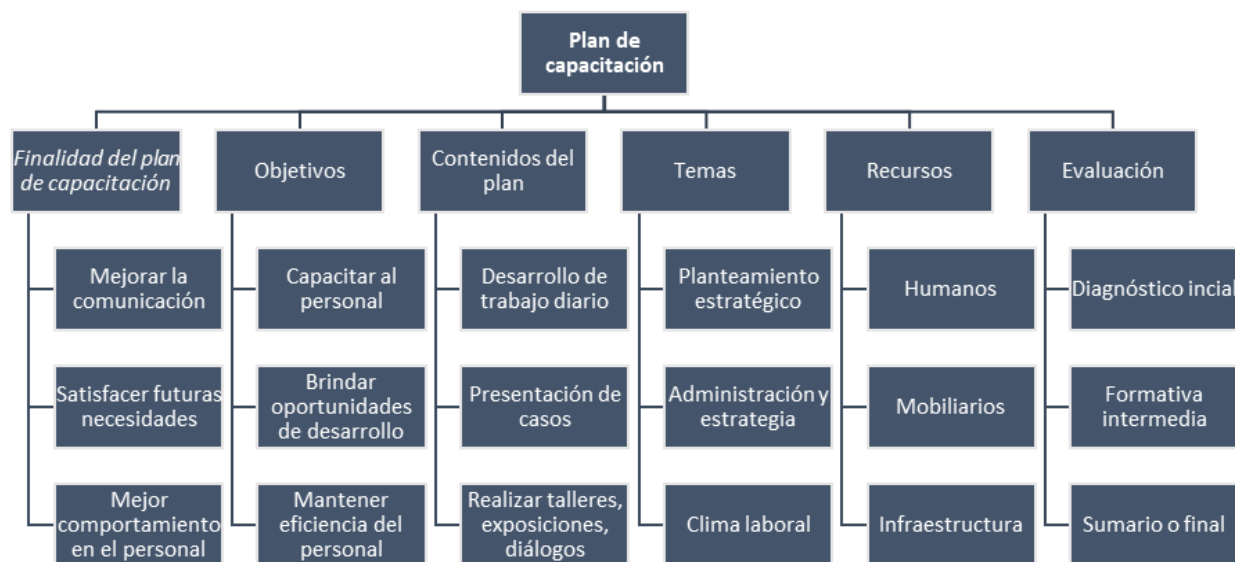 Plan de
capacitación
Finalidad del plan
de capacitación
Objetivos
Contenidos del
plan
Temas
Recursos
Evaluación
Mejorar la
comunicación
Capacitar al
personal
Desarrollo de
trabajo diario
Planteamiento
estratégico
Humanos
Diagnóstico incial
Satisfacer futuras
necesidades
Brindar
oportunidades
de desarrollo
Presentación de
casos
Administración y
estrategia
Mobiliarios
Formativa
intermedia
Mejor
comportamiento
en el personal
Mantener
eficiencia del
personal
Realizar talleres,
exposiciones,
diálogos
Clima laboral
Infraestructura
Sumario o final